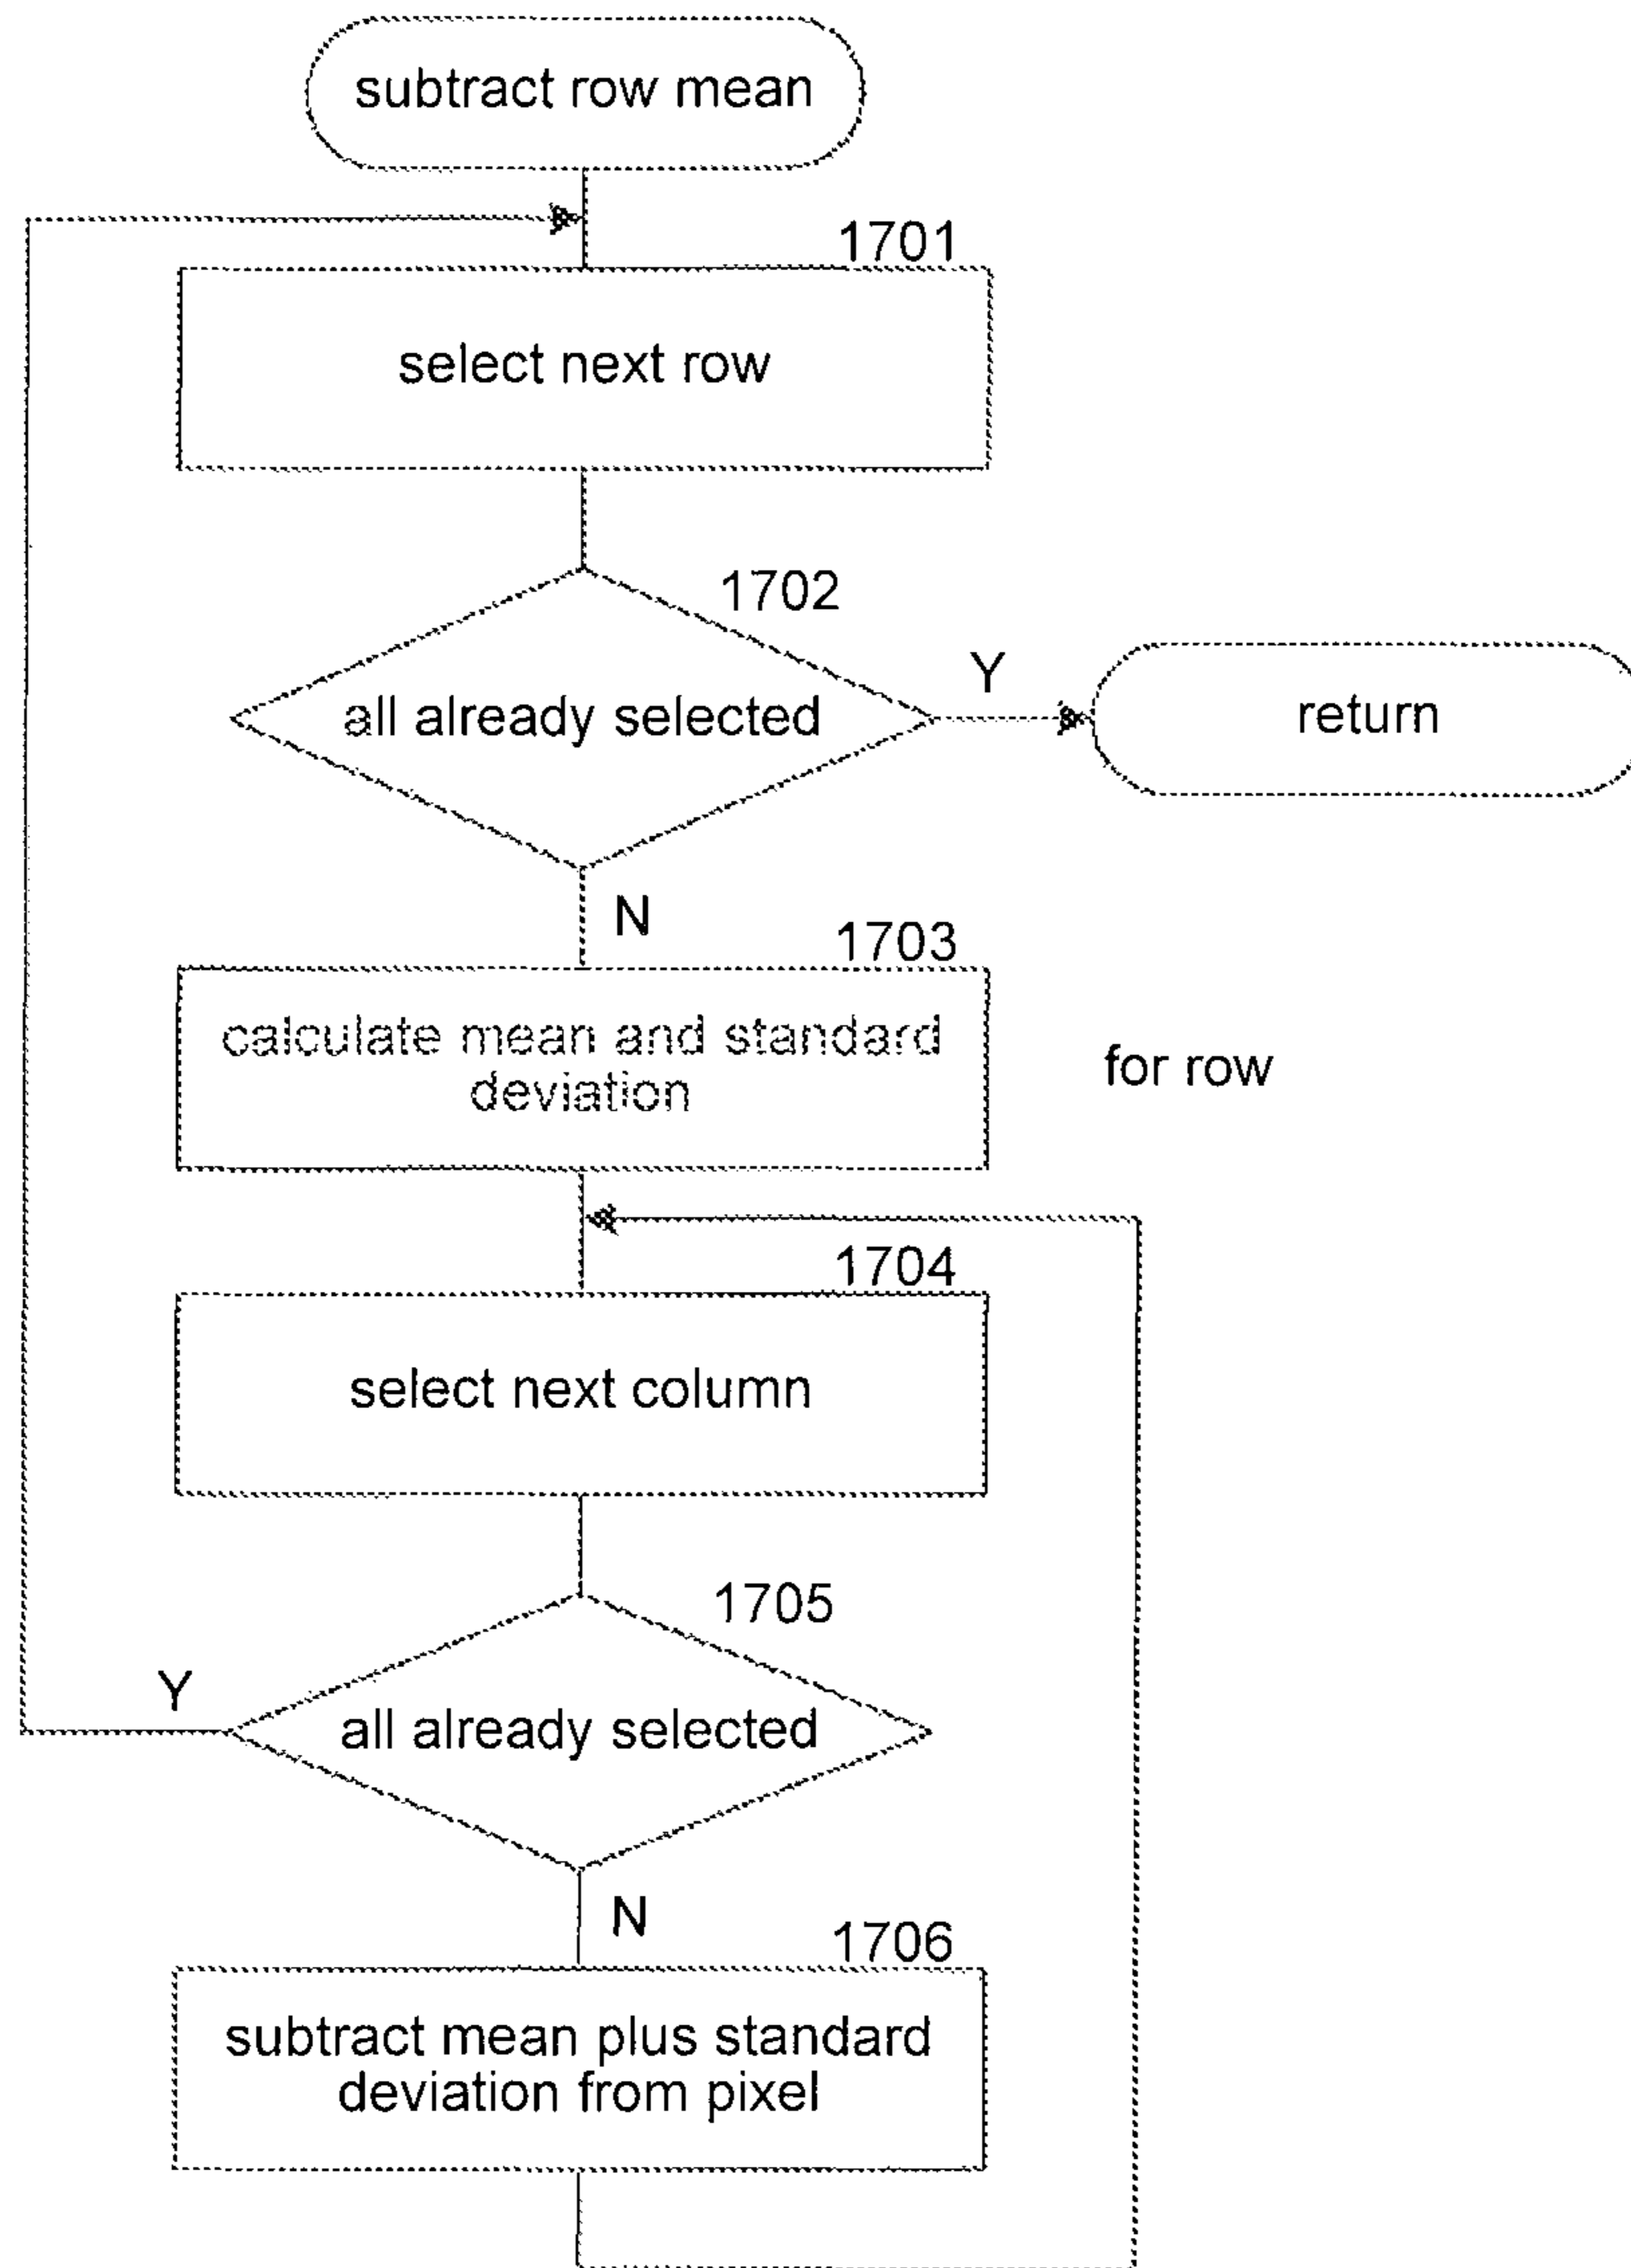 subtract row mean
1701
select next row
1702
all already selected
Y
return
N
1703
calculate mean and standard
deviation
for row
1704
select next column
1705
Y
all already selected
N
1706
subtract mean plus standard
deviation from pixel